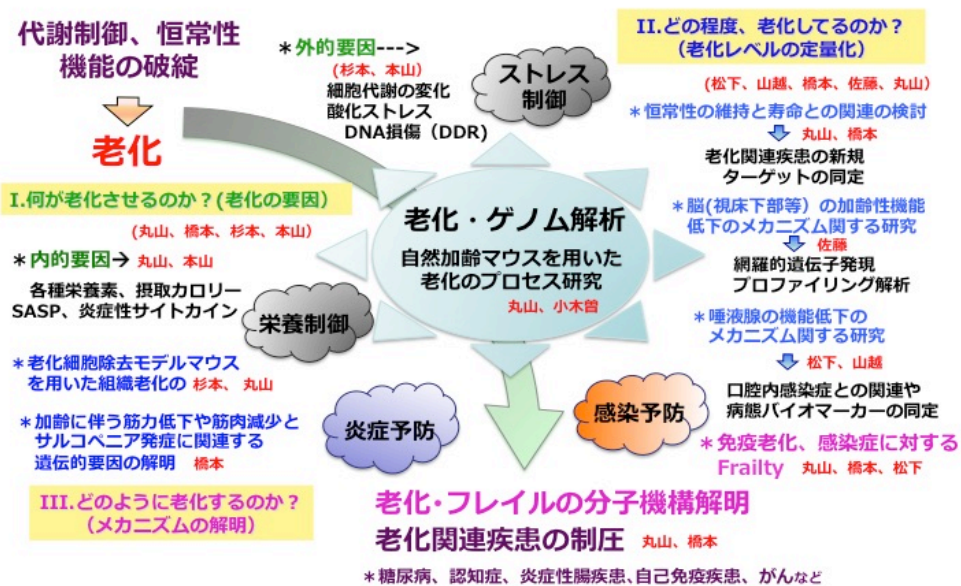 代謝制御、恒常性
機能の破綻
老化
I.何が老化させるのか？(老化の要因）
(丸山、橋本、杉本、本山)
＊内的要因→ 丸山、本山
各種栄養素、摂取カロリー
SASP、炎症性サイトカイン
＊老化細胞除去モデルマウス
を用いた組織老化の 杉本、丸山
＊加齢に伴う筋力低下や筋肉減少と
サルコペニア発症に関連する
遺伝的要因の解明 橋本
III.どのように老化するのか？
（メカニズムの解明）
＊外的要因--->
(杉本、本山)
細胞代謝の変化
酸化ストレス
DNA損傷（DDR)
ストレス
制御
老化・ゲノム解析
自然加齢マウスを用いた
老化のプロセス研究
丸山、小木曽
栄養制御
炎症予防
感染予防
老化・フレイルの分子機構解明
老化関連疾患の制圧 丸山、橋本
＊糖尿病、認知症、炎症性腸疾患、自己免疫疾患、がんなど
II.どの程度、老化してるのか？
（老化レベルの定量化）
(松下、山越、橋本、佐藤、丸山）
＊恒常性の維持と寿命との関連の検討
丸山、橋本
老化関連疾患の新規
ターゲットの同定
＊脳(視床下部等）の加齢性機能
低下のメカニズム関する研究
佐藤
網羅的遺伝子発現
プロファイリング解析
＊唾液腺の機能低下の
メカニズム関する研究
松下、山越
口腔内感染症との関連や
病態バイオマーカーの同定
＊免疫老化、感染症に対する
Frailty 丸山、橋本、松下